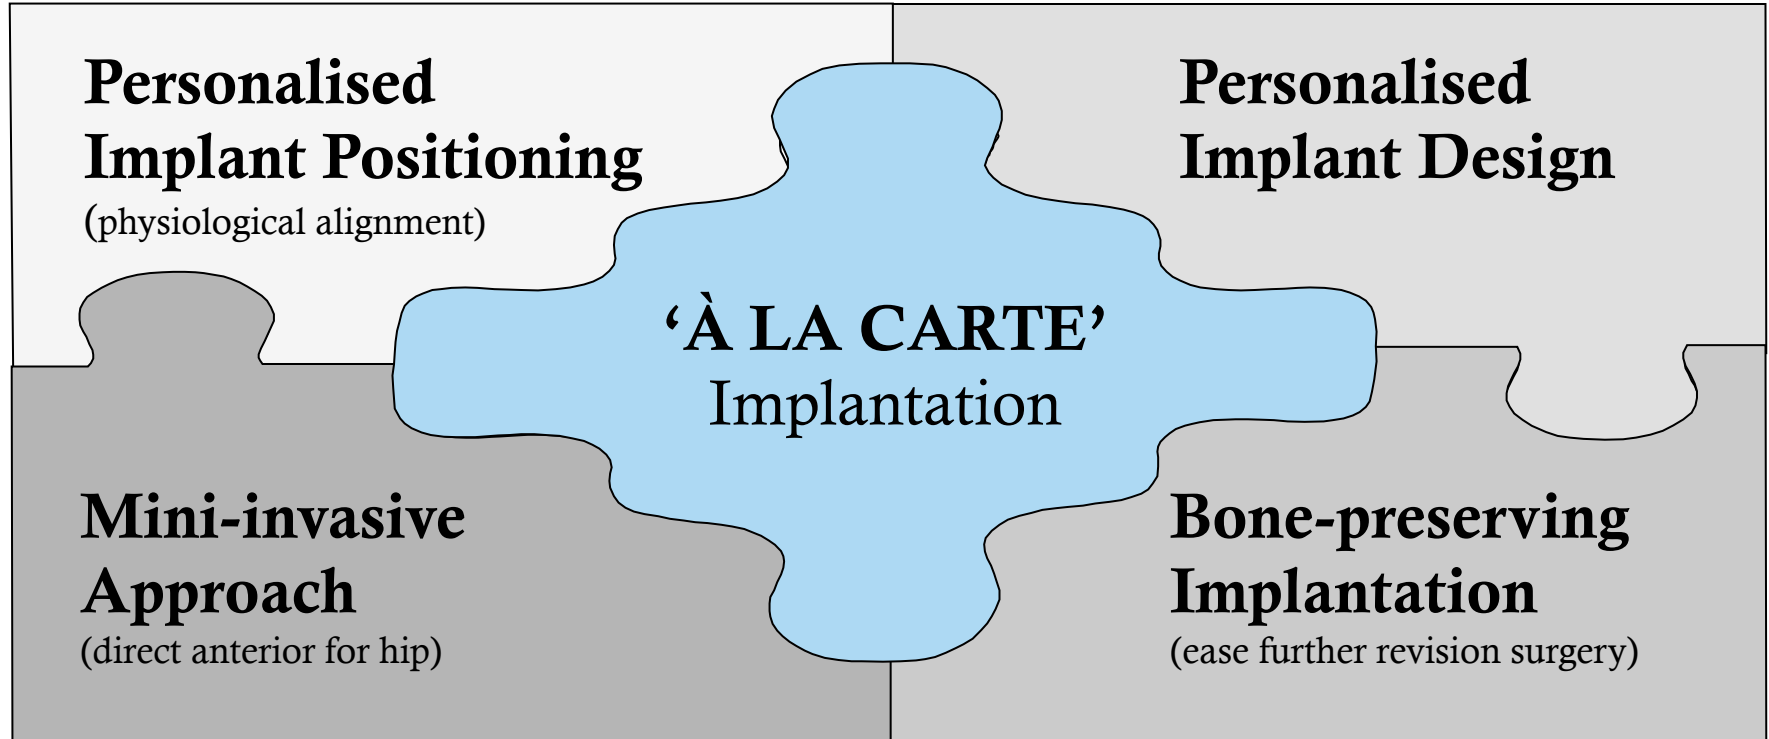 Personalised
Implant Positioning
(physiological alignment)
Personalised
Implant Design
‘À LA CARTE’
Implantation
Mini-invasive
Approach
(direct anterior for hip)
Bone-preserving
Implantation
(ease further revision surgery)